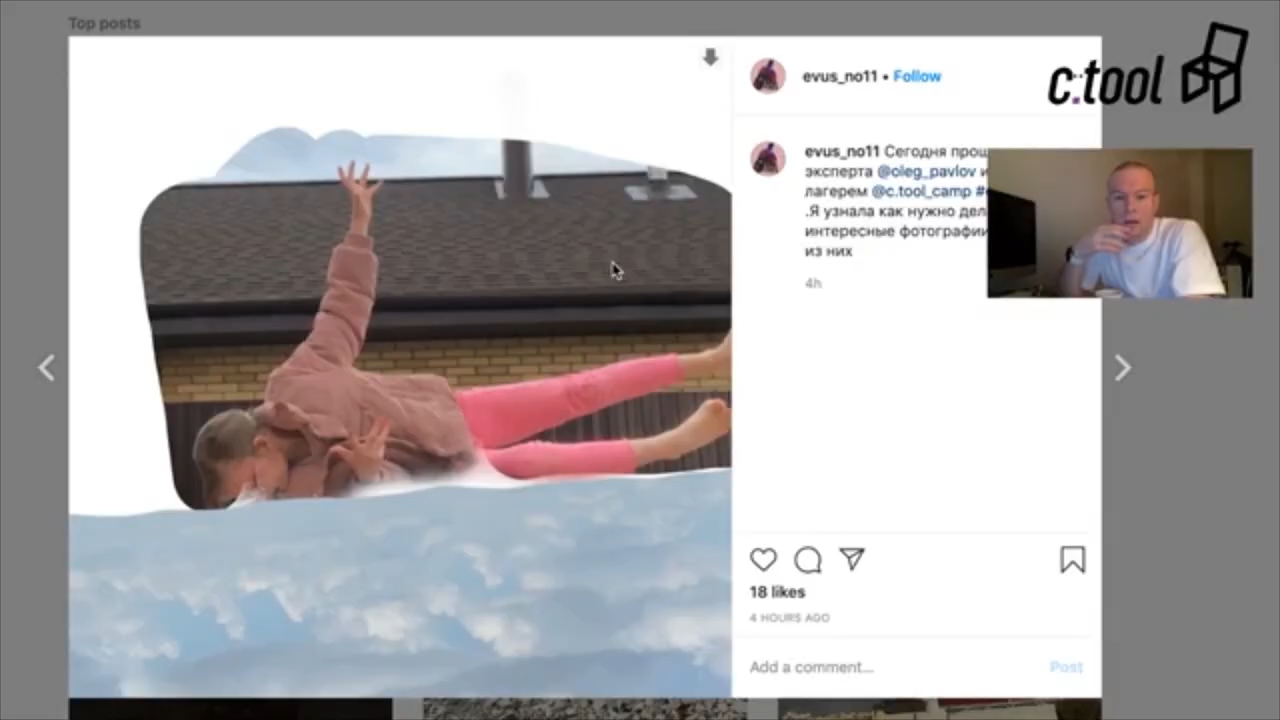 Top posts
evus_no11 • Follow
c.tool
evus_no11 Сегодня прош
эксперта @oleg_pavlov и
лагерем @c.tool_camp #
.Я узнала как нужно дел
интересные фотографии
из них
4h
18 likes
4 HOURS AGO
Add a comment...
Post